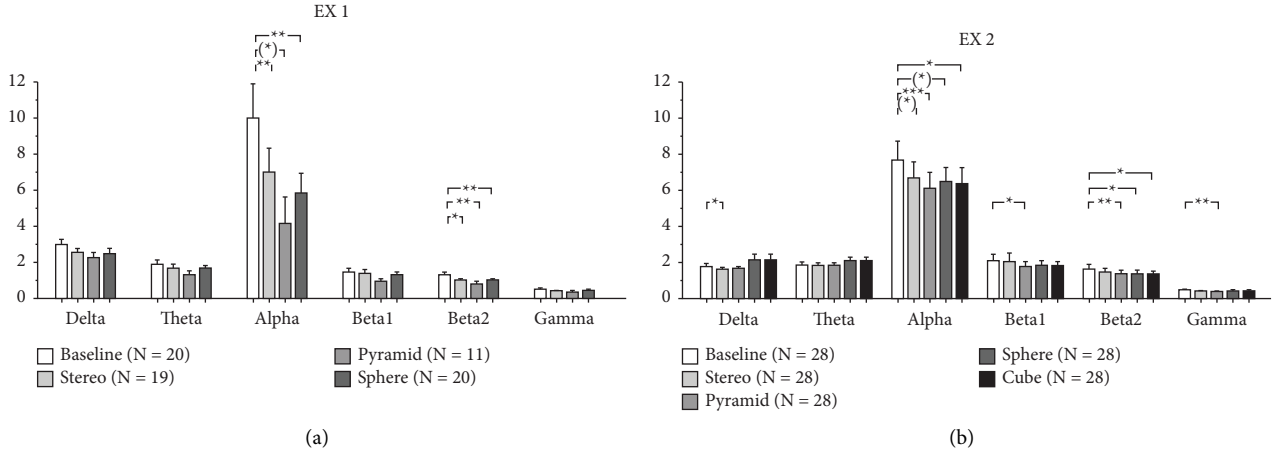 EX 1
**
(*)
**
12
10
8
6
4
2
0
**
**
*
Delta Theta Alpha Beta1 Beta2 Gamma
Baseline (N = 20)
Stereo (N = 19)
Pyramid (N = 11)
Sphere (N = 20)
(a)
EX 2
*
(*)
***
(*)
12
10
8
6
4
2
0
*
*
*
*
**
**
Delta Theta Alpha Beta1 Beta2 Gamma
Baseline (N = 28)
Stereo (N = 28)
Pyramid (N = 28)
Sphere (N = 28)
Cube (N = 28)
(b)